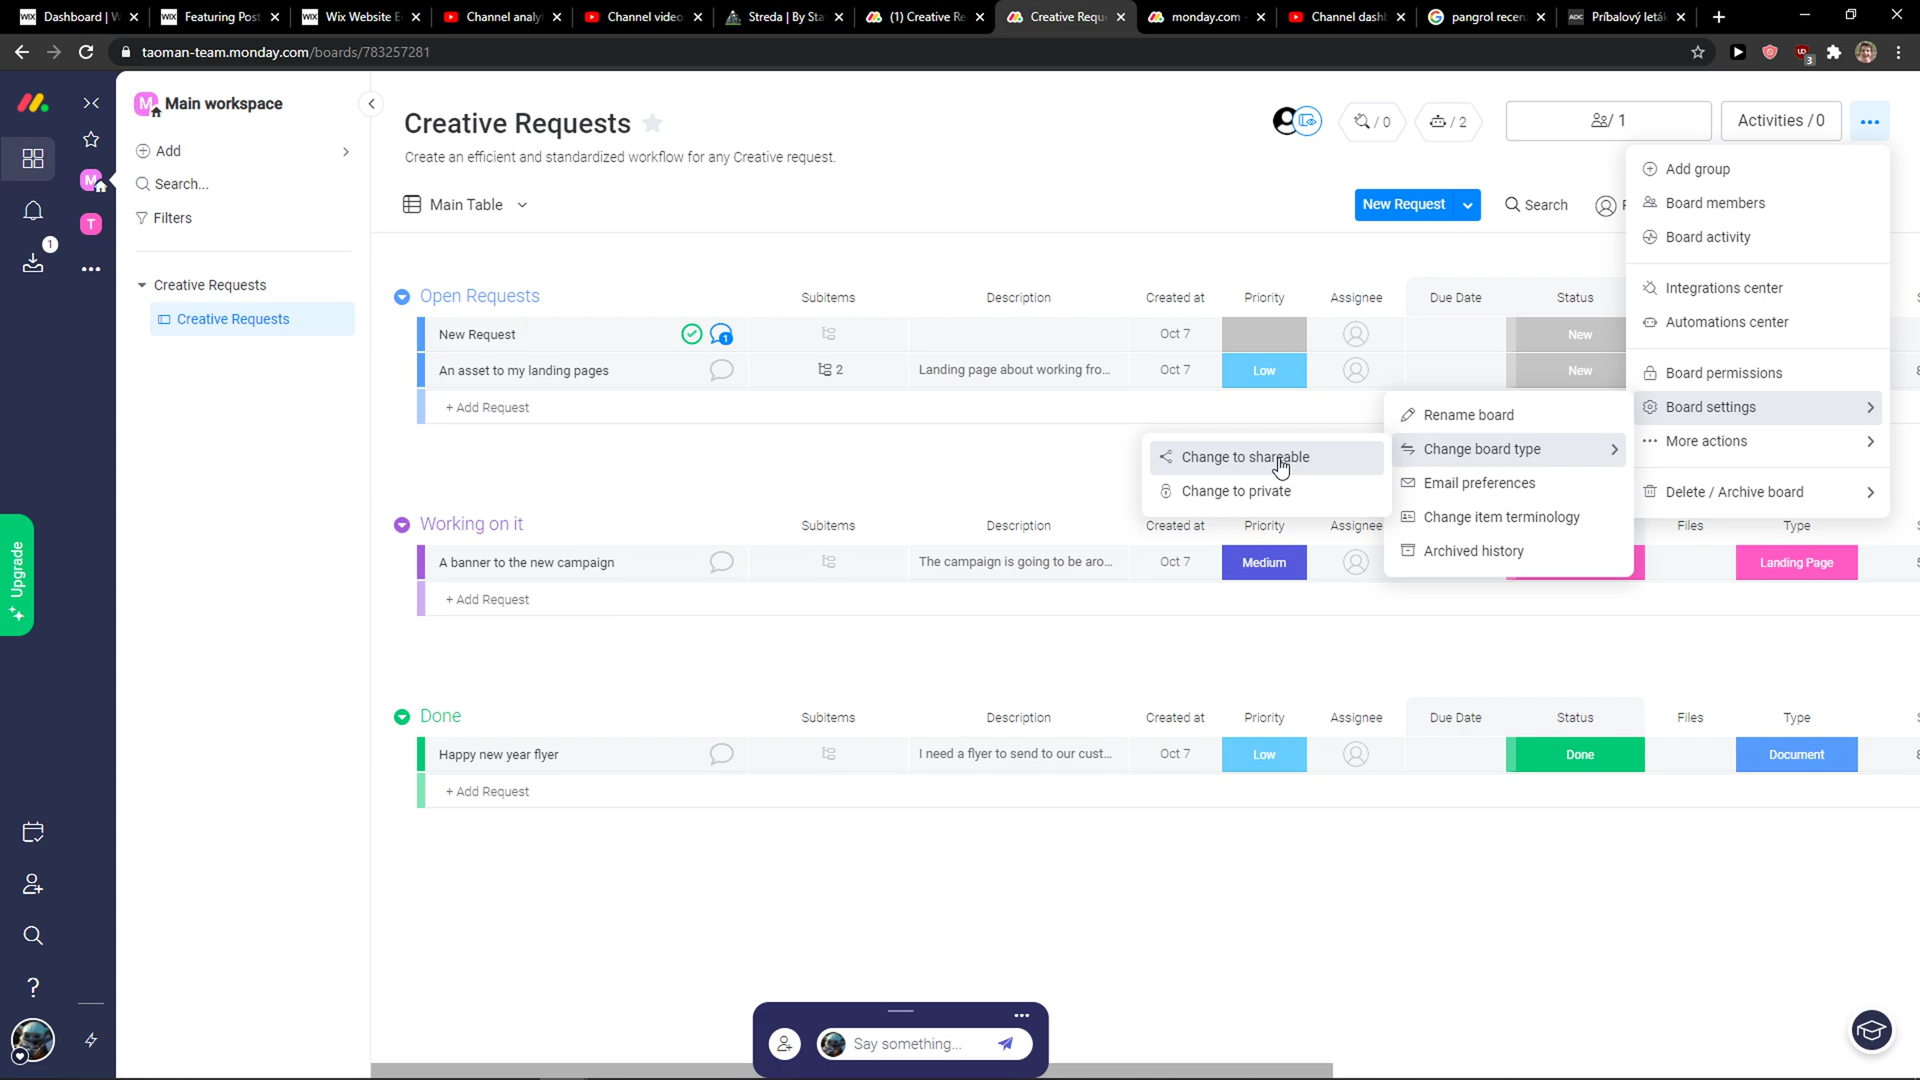 Dashboard | W
Featuring Post
Wix Website E
Channel analy
Channel video
Streda | By Sta
(1) Creative Re
Creative Reque
monday.com
Channel dash
pangrol recen
Príbalový leták
taoman-team.monday.com/boards/783257281
3
M Main workspace
Add
Search...
Filters
Creative Requests
Creative Requests
M
T
1
Upgrade
Creative Requests
Create an efficient and standardized workflow for any Creative request.
/ 0
/ 2
/ 1
Activities / 0
Main Table
New Request
Search
Add group
Board members
Board activity
Integrations center
Automations center
Board permissions
Board settings
More actions
Delete / Archive board
Rename board
Change board type
Email preferences
Change item terminology
Archived history
Change to shareable
Change to private
Open Requests Subitems Description Created at Priority Assignee Due Date Status
New Request 1 Oct 7 New
An asset to my landing pages 2 Landing page about working fro... Oct 7 Low New
+ Add Request
Working on it Subitems Description Created at Priority Assignee Files Type
A banner to the new campaign The campaign is going to be aro... Oct 7 Medium Landing Page
+ Add Request
Done Subitems Description Created at Priority Assignee Due Date Status Files Type
Happy new year flyer I need a flyer to send to our cust... Oct 7 Low Done Document
+ Add Request
Say something...